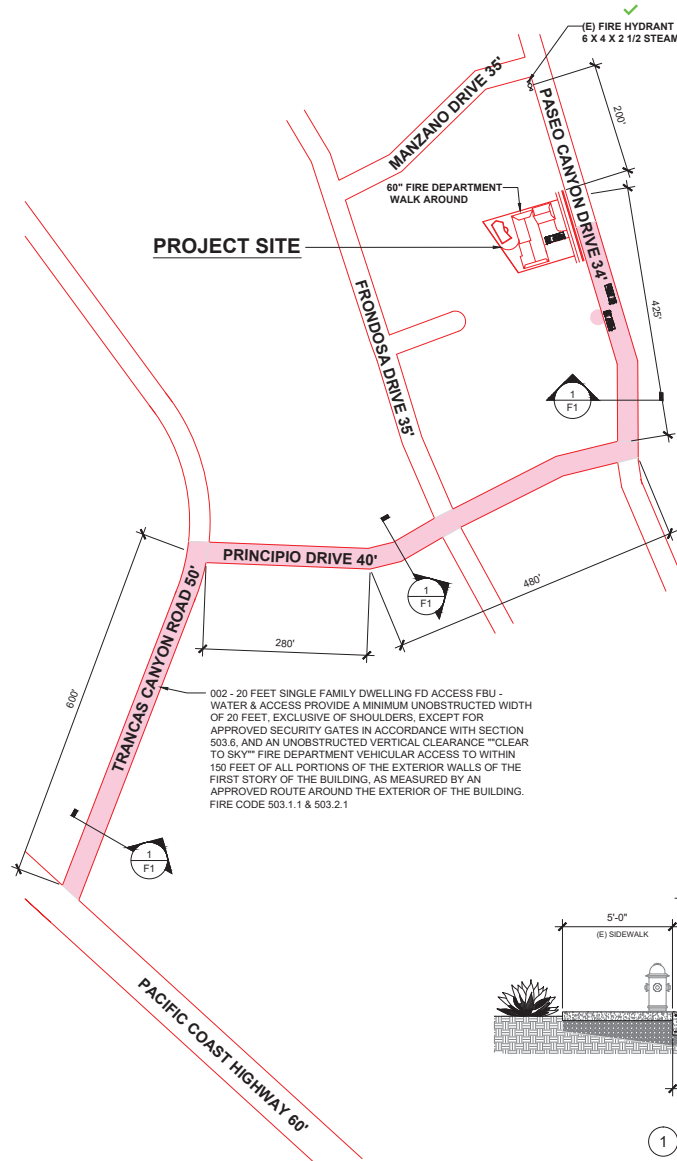 (E) FIRE HYDRANT
6 X 4 X 2 1/2 STEAM
MANZANO DRIVE 35'
PASEO CANYON DRIVE 34'
200'
60" FIRE DEPARTMENT
WALK AROUND
PROJECT SITE
FRONDOSA DRIVE 35'
425'
1
F1
PRINCIPIO DRIVE 40'
1
F1
480'
280'
TRANCAS CANYON ROAD 50'
600'
002 - 20 FEET SINGLE FAMILY DWELLING FD ACCESS FBU -
WATER & ACCESS PROVIDE A MINIMUM UNOBSTRUCTED WIDTH
OF 20 FEET, EXCLUSIVE OF SHOULDERS, EXCEPT FOR
APPROVED SECURITY GATES IN ACCORDANCE WITH SECTION
503.6, AND AN UNOBSTRUCTED VERTICAL CLEARANCE ""CLEAR
TO SKY"" FIRE DEPARTMENT VEHICULAR ACCESS TO WITHIN
150 FEET OF ALL PORTIONS OF THE EXTERIOR WALLS OF THE
FIRST STORY OF THE BUILDING, AS MEASURED BY AN
APPROVED ROUTE AROUND THE EXTERIOR OF THE BUILDING.
FIRE CODE 503.1.1 & 503.2.1
1
F1
5'-0"
(E) SIDEWALK
PACIFIC COAST HIGHWAY 60'
1